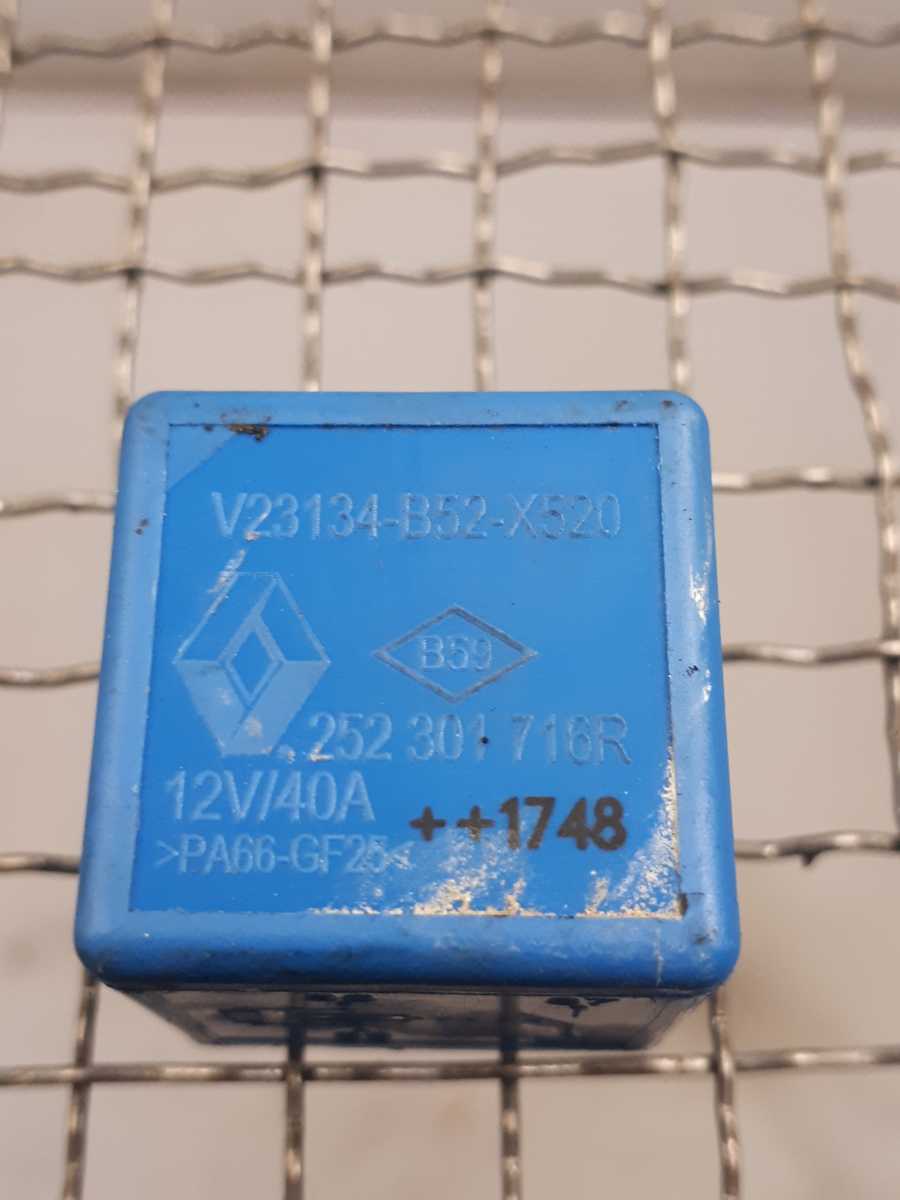 V23134-B52-X520
B59
252 301 716R
12V/40A
++1748
>PA66-GF25<